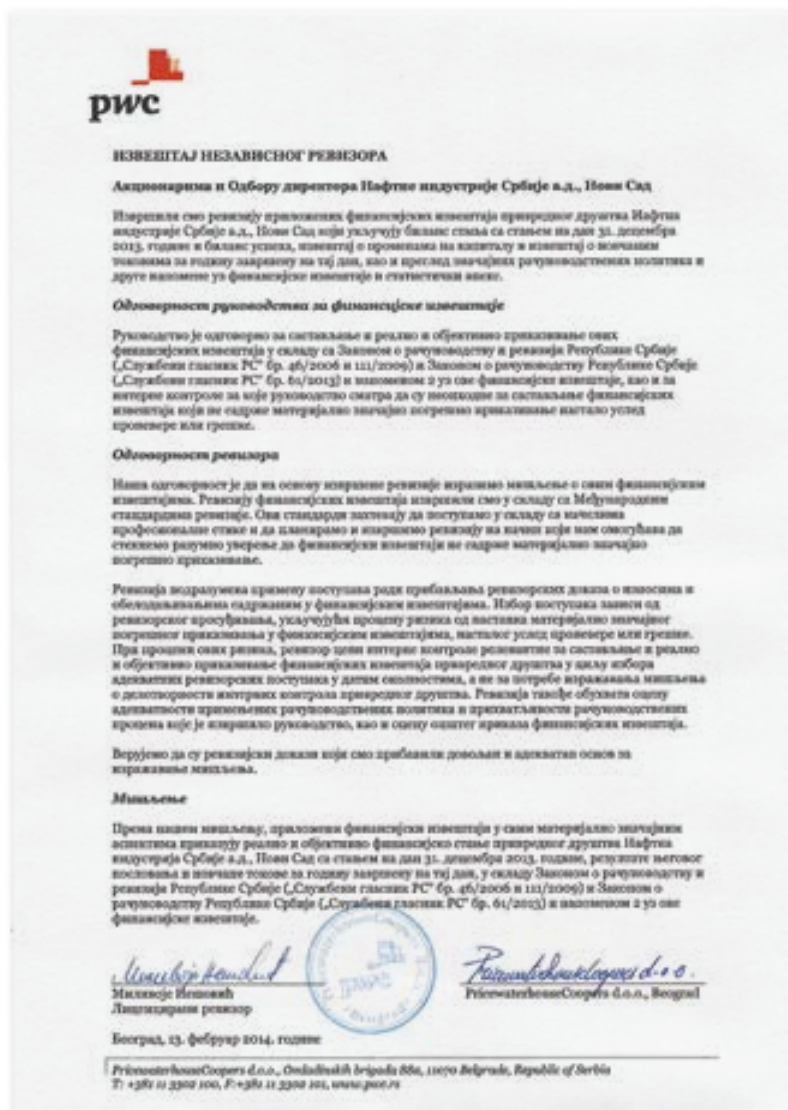 pwc
ИЗВЕШТАЈ НЕЗАВИСНОГ РЕВИЗОРА
Акционарима и Одбору директора Нафтне индустрије Србије а.д., Нови Сад
Извршили смо ревизију приложених финансијских извештаја привредног друштва Нафтна
индустрија Србије а.д., Нови Сад који укључују биланс стања са стањем на дан 31. децембра
2013. године и биланс успеха, извештај о променама на капиталу и извештај о новчаним
токовима за годину завршену на тај дан, као и преглед значајних рачуноводствених политика и
друге напомене уз финансијске извештаје и статистички анекс.
Одговорност руководства за финансијске извештаје
Руководство је одговорно за састављање и реално и објективно приказивање ових
финансијских извештаја у складу са Законом о рачуноводству и ревизији Републике Србије
(„Службени гласник РС“ бр. 46/2006 и 111/2009) и Законом о рачуноводству Републике Србије
(„Службени гласник РС“ бр. 61/2013) и напоменом 2 уз ове финансијске извештаје, као и за
интерне контроле за које руководство сматра да су неопходне за састављање финансијских
извештаја који не садрже материјално значајно погрешно приказивање настало услед
проневере или грешке.
Одговорност ревизора
Наша одговорност је да на основу извршене ревизије изразимо мишљење о овим финансијским
извештајима. Ревизију финансијских извештаја извршили смо у складу са Међународним
стандардима ревизије. Ови стандарди захтевају да поступамо у складу са начелима
професионалне етике и да планирамо и извршимо ревизију на начин који нам омогућава да
стекнемо разумно уверење да финансијски извештаји не садрже материјално значајно
погрешно приказивање.
Ревизија подразумева примену поступака ради прибављања ревизорских доказа о износима и
обелодањивањима садржаним у финансијским извештајима. Избор поступака зависи од
ревизорског просуђивања, укључујући процену ризика од настанка материјално значајног
погрешног приказивања у финансијским извештајима, насталог услед проневере или грешке.
При процени ових ризика, ревизор цени интерне контроле релевантне за састављање и реално
и објективно приказивање финансијских извештаја привредног друштва у циљу избора
адекватних ревизорских поступака у датим околностима, а не за потребе изражавања мишљења
о делотворности интерних контрола привредног друштва. Ревизија такође обухвата оцену
адекватности примењених рачуноводствених политика и прихватљивости рачуноводствених
процена које је извршило руководство, као и оцену општег приказа финансијских извештаја.
Верујемо да су ревизијски докази које смо прибавили довољан и адекватан основ за
изражавање мишљења.
Мишљење
Према нашем мишљењу, приложени финансијски извештаји у свим материјално значајним
аспектима приказују реално и објективно финансијско стање привредног друштва Нафтна
индустрија Србије а.д., Нови Сад са стањем на дан 31. децембра 2013. године, резултате његовог
пословања и новчане токове за годину завршену на тај дан, у складу Законом о рачуноводству и
ревизији Републике Србије („Службени гласник РС“ бр. 46/2006 и 111/2009) и Законом о
рачуноводству Републике Србије („Службени гласник РС“ бр. 61/2013) и напоменом 2 уз ове
финансијске извештаје.
PricewaterhouseCoopers d.o.o.
pwc
Beograd
PricewaterhouseCoopers d.o.o.
Миливоје Нешовић
PricewaterhouseCoopers d.o.o., Beograd
Лиценцирани ревизор
Београд, 13. фебруар 2014. године
PricewaterhouseCoopers d.o.o., Omladinskih brigada 88a, 11070 Belgrade, Republic of Serbia
T: +381 11 3302 100, F:+381 11 3302 101, www.pwc.rs